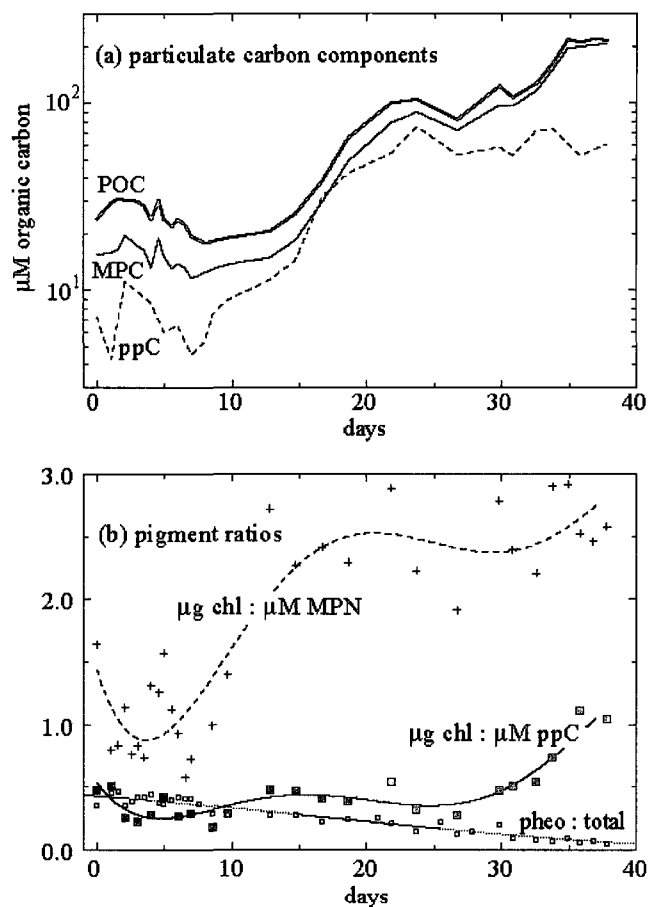 (a) particulate carbon components
10²
10¹
µM organic carbon
POC
MPC
ppC
0 10 20 30 40
days
3.0
2.0
1.0
0.0
(b) pigment ratios
µg chl : µM MPN
µg chl : µM ppC
pheo : total
0 10 20 30 40
days